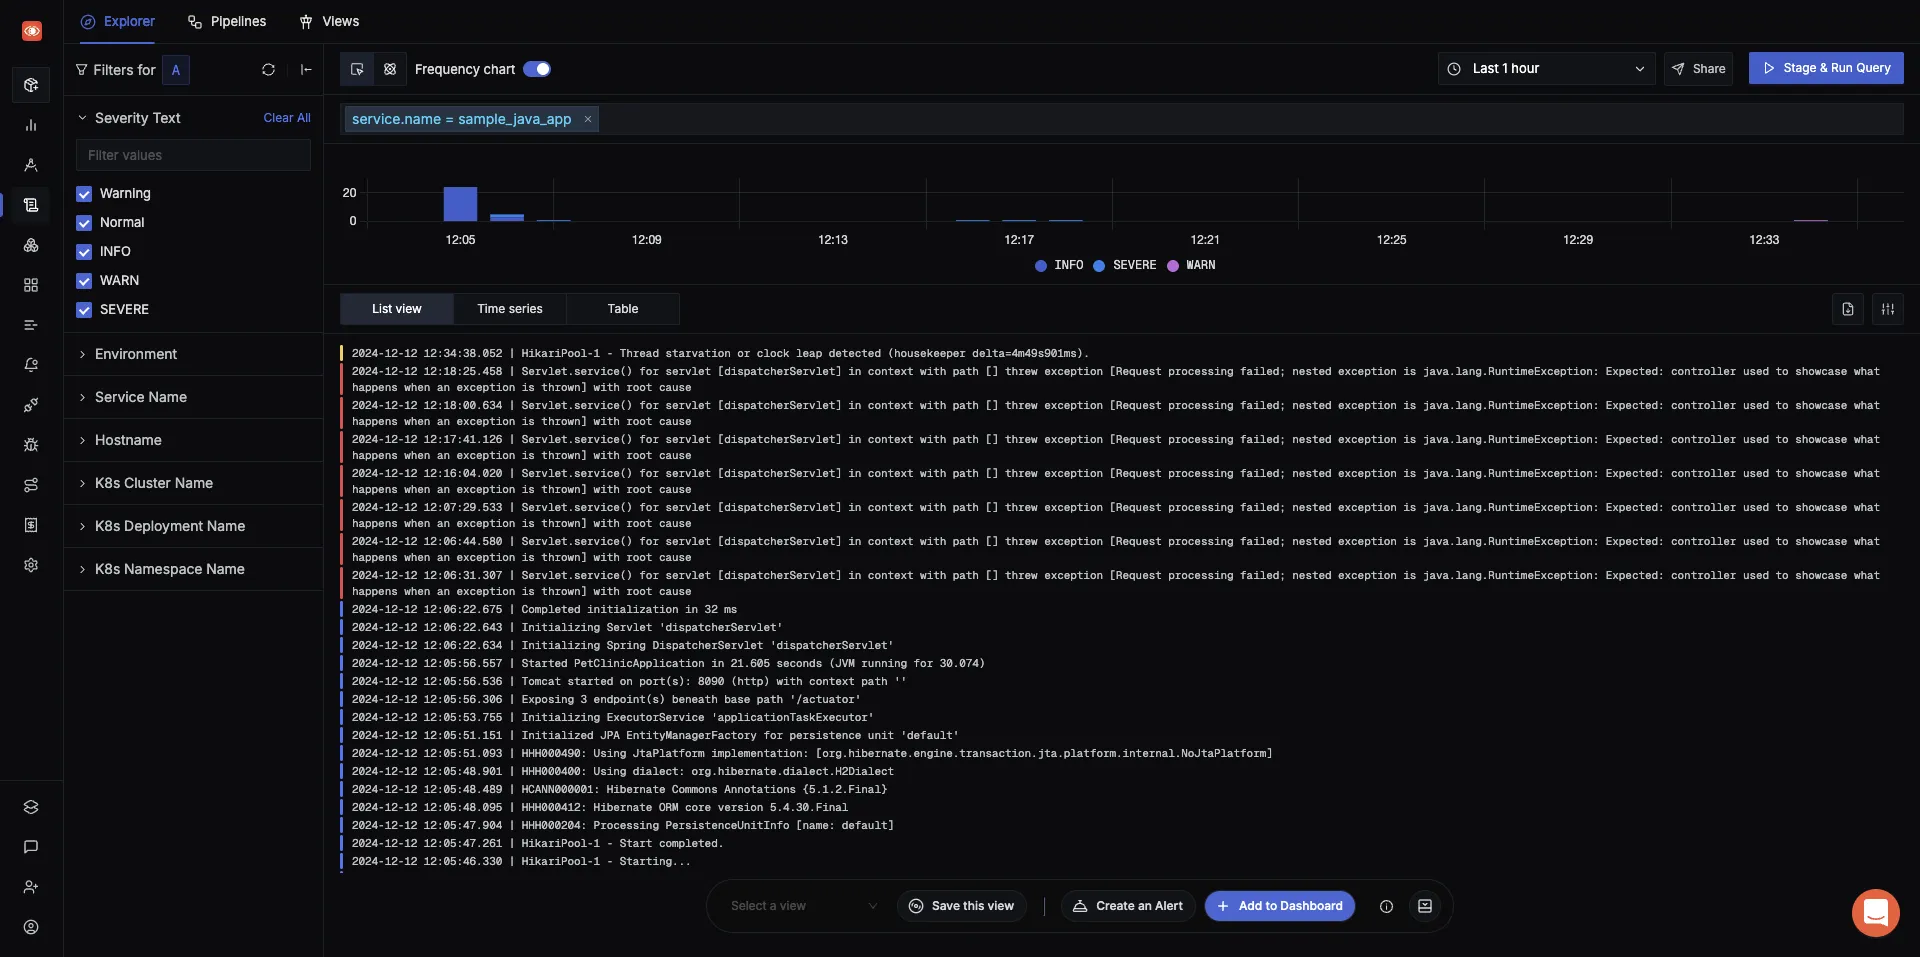 Explorer
Pipelines
Views
Filters for A
Frequency chart
Last 1 hour
Share
Stage & Run Query
Severity Text
Clear All
Filter values
Warning
Normal
INFO
WARN
SEVERE
Environment
Service Name
Hostname
K8s Cluster Name
K8s Deployment Name
K8s Namespace Name
service.name = sample_java_app ×
20
0
12:05 12:09 12:13 12:17 12:21 12:25 12:29 12:33
INFO SEVERE WARN
List view Time series Table
2024-12-12 12:34:38.052 | HikariPool-1 - Thread starvation or clock leap detected (housekeeper delta=4m49s901ms).
2024-12-12 12:18:25.458 | Servlet.service() for servlet [dispatcherServlet] in context with path [] threw exception [Request processing failed; nested exception is java.lang.RuntimeException: Expected: controller used to showcase what
happens when an exception is thrown] with root cause
2024-12-12 12:18:00.634 | Servlet.service() for servlet [dispatcherServlet] in context with path [] threw exception [Request processing failed; nested exception is java.lang.RuntimeException: Expected: controller used to showcase what
happens when an exception is thrown] with root cause
2024-12-12 12:17:41.126 | Servlet.service() for servlet [dispatcherServlet] in context with path [] threw exception [Request processing failed; nested exception is java.lang.RuntimeException: Expected: controller used to showcase what
happens when an exception is thrown] with root cause
2024-12-12 12:16:04.020 | Servlet.service() for servlet [dispatcherServlet] in context with path [] threw exception [Request processing failed; nested exception is java.lang.RuntimeException: Expected: controller used to showcase what
happens when an exception is thrown] with root cause
2024-12-12 12:07:29.533 | Servlet.service() for servlet [dispatcherServlet] in context with path [] threw exception [Request processing failed; nested exception is java.lang.RuntimeException: Expected: controller used to showcase what
happens when an exception is thrown] with root cause
2024-12-12 12:06:44.580 | Servlet.service() for servlet [dispatcherServlet] in context with path [] threw exception [Request processing failed; nested exception is java.lang.RuntimeException: Expected: controller used to showcase what
happens when an exception is thrown] with root cause
2024-12-12 12:06:31.307 | Servlet.service() for servlet [dispatcherServlet] in context with path [] threw exception [Request processing failed; nested exception is java.lang.RuntimeException: Expected: controller used to showcase what
happens when an exception is thrown] with root cause
2024-12-12 12:06:22.675 | Completed initialization in 32 ms
2024-12-12 12:06:22.643 | Initializing Servlet 'dispatcherServlet'
2024-12-12 12:06:22.634 | Initializing Spring DispatcherServlet 'dispatcherServlet'
2024-12-12 12:05:56.557 | Started PetClinicApplication in 21.605 seconds (JVM running for 30.074)
2024-12-12 12:05:56.536 | Tomcat started on port(s): 8090 (http) with context path ''
2024-12-12 12:05:56.306 | Exposing 3 endpoint(s) beneath base path '/actuator'
2024-12-12 12:05:53.755 | Initializing ExecutorService 'applicationTaskExecutor'
2024-12-12 12:05:51.151 | Initialized JPA EntityManagerFactory for persistence unit 'default'
2024-12-12 12:05:51.093 | HHH000490: Using JtaPlatform implementation: [org.hibernate.engine.transaction.jta.platform.internal.NoJtaPlatform]
2024-12-12 12:05:48.901 | HHH000400: Using dialect: org.hibernate.dialect.H2Dialect
2024-12-12 12:05:48.489 | HCANN000001: Hibernate Commons Annotations {5.1.2.Final}
2024-12-12 12:05:48.095 | HHH000412: Hibernate ORM core version 5.4.30.Final
2024-12-12 12:05:47.904 | HHH000204: Processing PersistenceUnitInfo [name: default]
2024-12-12 12:05:47.261 | HikariPool-1 - Start completed.
2024-12-12 12:05:46.330 | HikariPool-1 - Starting...
Select a view
Save this view
Create an Alert
+ Add to Dashboard